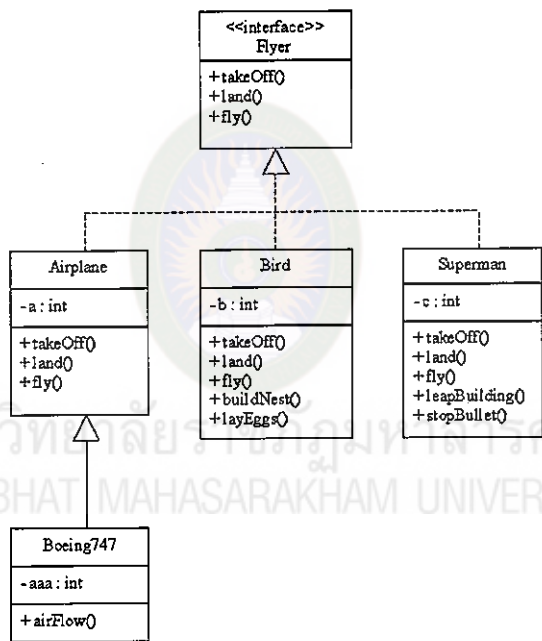 <<interface>>
Flyer
+takeOff()
+land()
+fly()
Airplane
-a : int
+takeOff()
+land()
+fly()
Bird
-b : int
+takeOff()
+land()
+fly()
+buildNest()
+layEggs()
Superman
-c : int
+takeOff()
+land()
+fly()
+leapBuilding()
+stopBullet()
Boeing747
-aaa : int
+airFlow()
MAHASARAKHAM